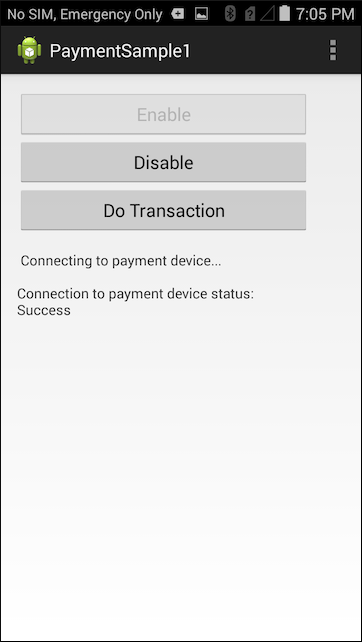 No SIM, Emergency Only 7:05 PM
PaymentSample1
Enable
Disable
Do Transaction
Connecting to payment device...
Connection to payment device status:
Success